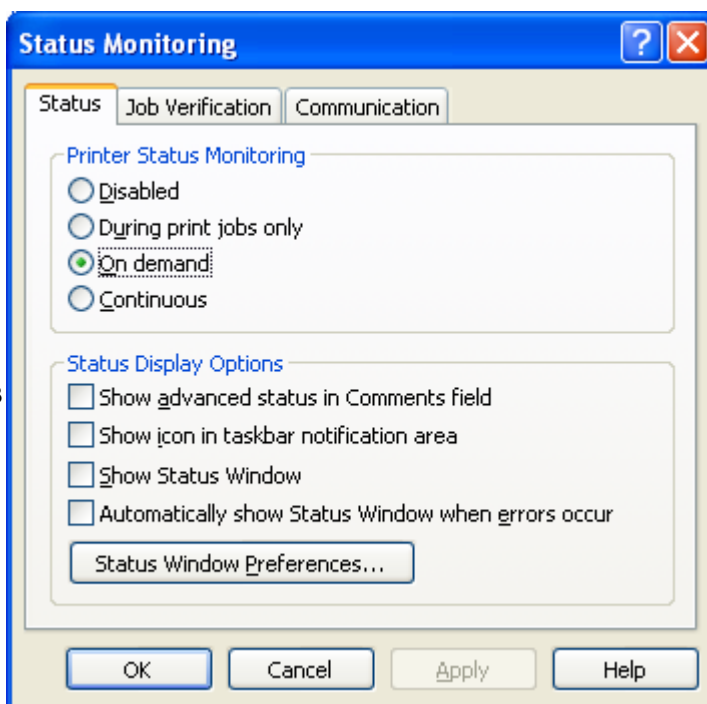 Status Monitoring
Status Job Verification Communication
Printer Status Monitoring
Disabled
During print jobs only
On demand
Continuous
Status Display Options
Show advanced status in Comments field
Show icon in taskbar notification area
Show Status Window
Automatically show Status Window when errors occur
Status Window Preferences...
OK Cancel Apply Help